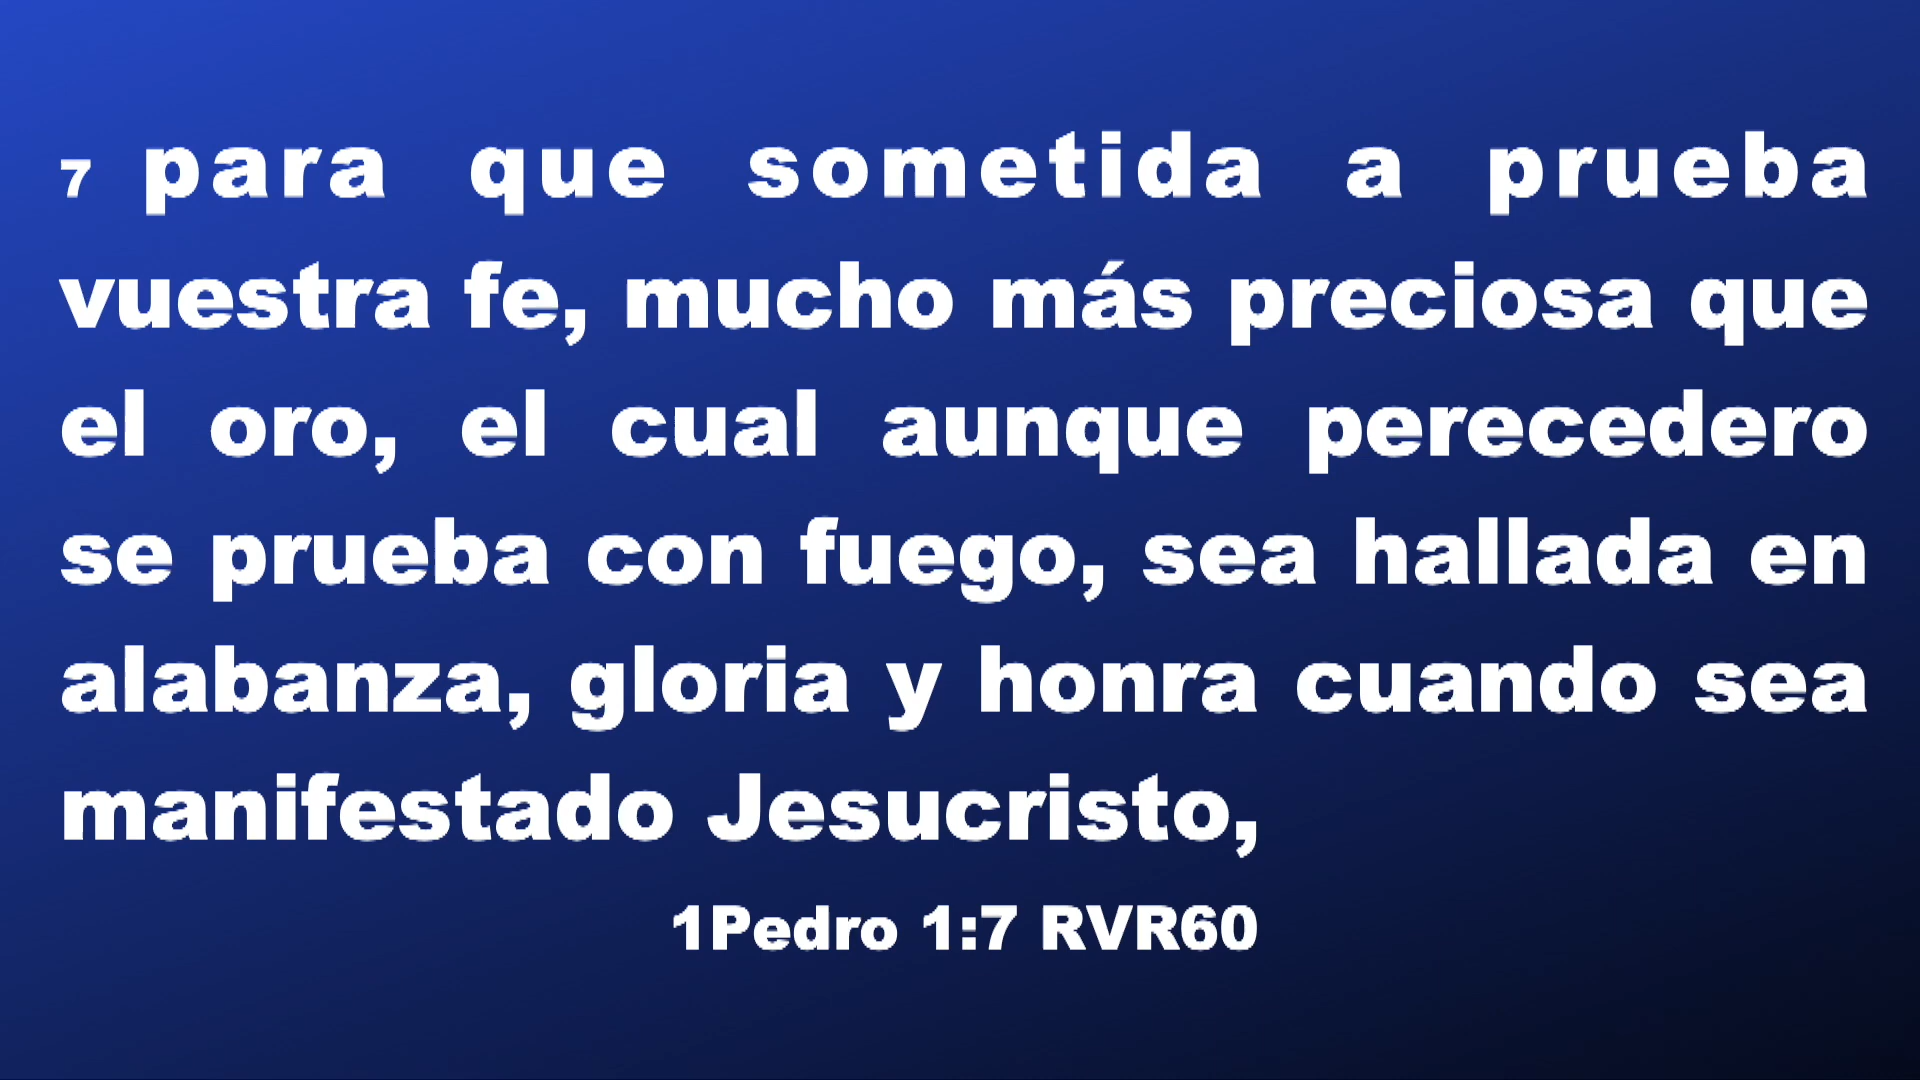 7 para que sometida a prueba
vuestra fe, mucho más preciosa que
el oro, el cual aunque perecedero
se prueba con fuego, sea hallada en
alabanza, gloria y honra cuando sea
manifestado Jesucristo,
1Pedro 1:7 RVR60